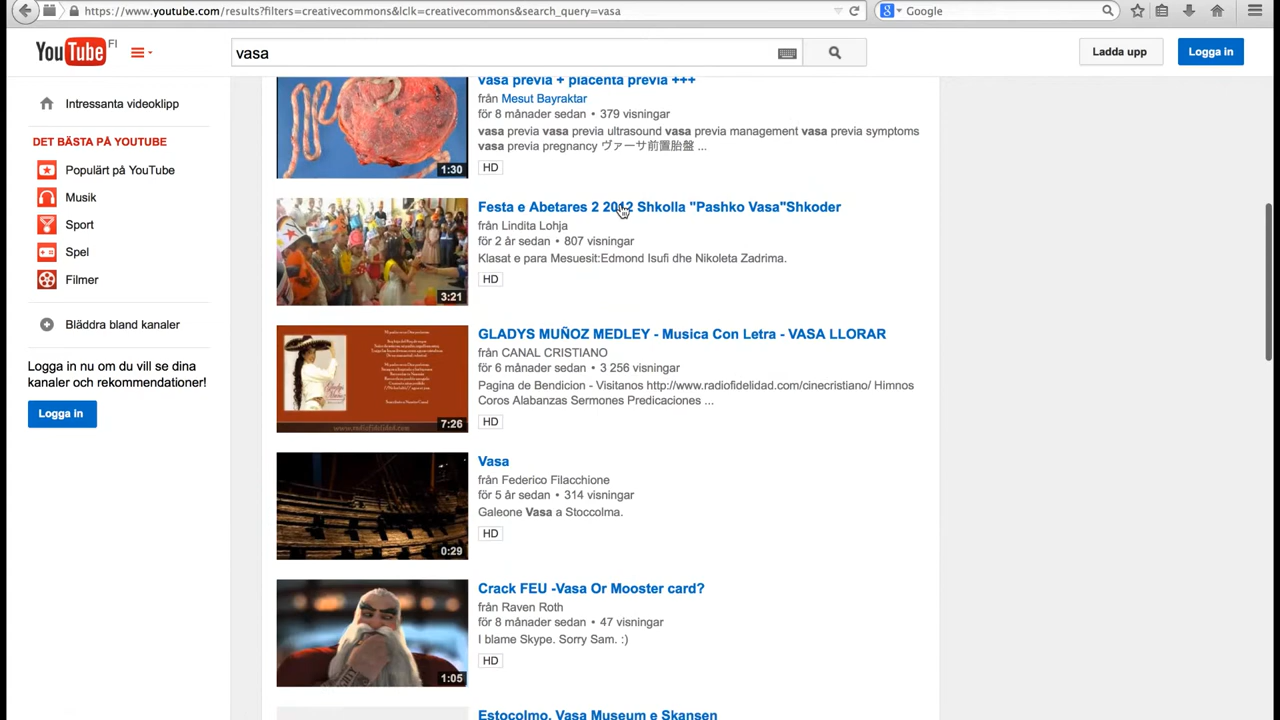 https://www.youtube.com/results?filters=creativecommons&lclk=creativecommons&search_query=vasa
Google
YouTube FI
vasa
Ladda upp
Logga in
Intressanta videoklipp
DET BÄSTA PÅ YOUTUBE
Populärt på YouTube
Musik
Sport
Spel
Filmer
Bläddra bland kanaler
Logga in nu om du vill se dina
kanaler och rekommendationer!
Logga in
vasa previa + placenta previa +++
från Mesut Bayraktar
för 8 månader sedan • 379 visningar
vasa previa vasa previa ultrasound vasa previa management vasa previa symptoms
vasa previa pregnancy ヴァーサ前置胎盤 ...
HD
1:30
Festa e Abetares 2 2012 Shkolla "Pashko Vasa"Shkoder
från Lindita Lohja
för 2 år sedan • 807 visningar
Klasat e para Mesuesit:Edmond Isufi dhe Nikoleta Zadrima.
HD
3:21
GLADYS MUÑOZ MEDLEY - Musica Con Letra - VASA LLORAR
från CANAL CRISTIANO
för 6 månader sedan • 3 256 visningar
Pagina de Bendicion - Visitanos http://www.radiofidelidad.com/cinecristiano/ Himnos
Coros Alabanzas Sermones Predicaciones ...
HD
7:26
Vasa
från Federico Filacchione
för 5 år sedan • 314 visningar
Galeone Vasa a Stoccolma.
HD
0:29
Crack FEU -Vasa Or Mooster card?
från Raven Roth
för 8 månader sedan • 47 visningar
I blame Skype. Sorry Sam. :)
HD
1:05
Estocolmo. Vasa Museum e Skansen